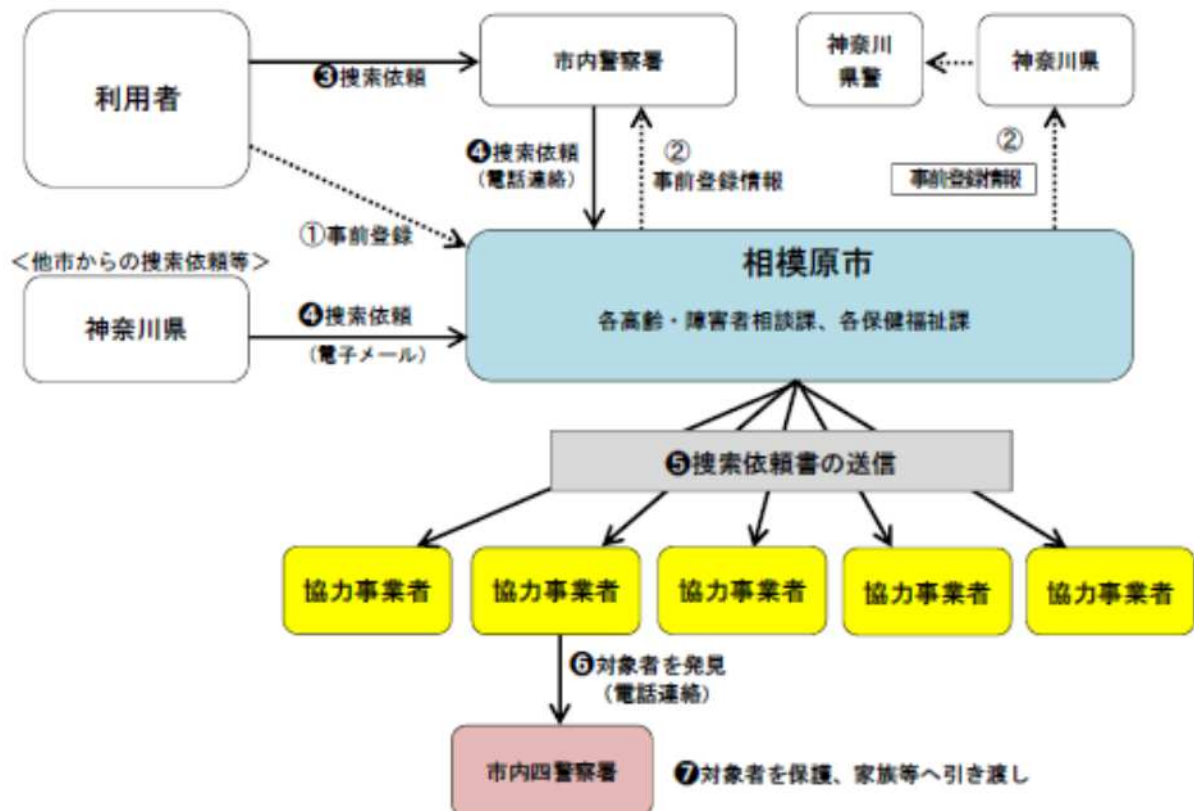 利用者
❸捜索依頼
市内警察署
神奈川
県警
神奈川県
❹捜索依頼
(電話連絡)
②
事前登録情報
②
事前登録情報
①事前登録
<他市からの捜索依頼等>
神奈川県
❹捜索依頼
(電子メール)
相模原市
各高齢・障害者相談課、各保健福祉課
❺捜索依頼書の送信
協力事業者
協力事業者
協力事業者
協力事業者
協力事業者
❻対象者を発見
(電話連絡)
市内四警察署
❼対象者を保護、家族等へ引き渡し